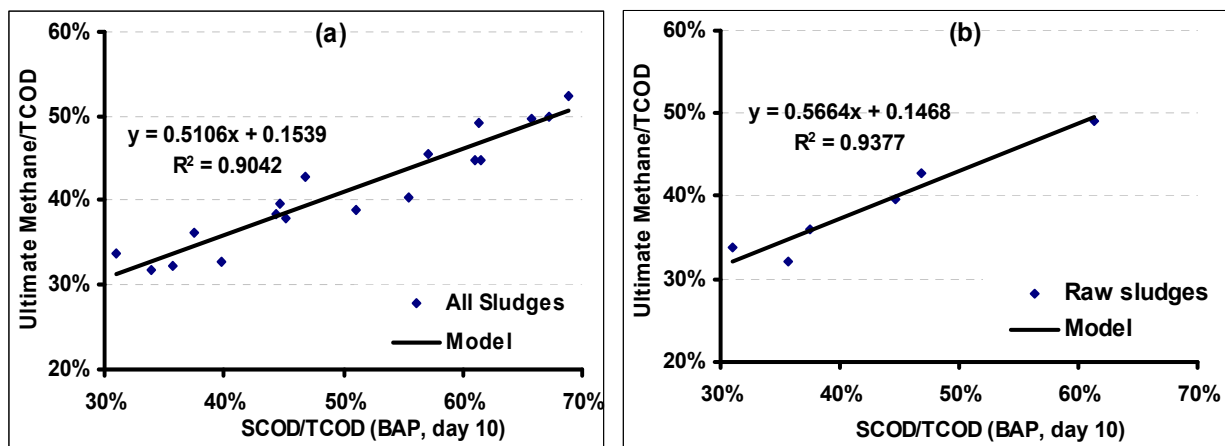 (a)
60%
50%
40%
30%
20%
Ultimate Methane/TCOD
y = 0.5106x + 0.1539
R² = 0.9042
All Sludges
Model
30% 40% 50% 60% 70%
SCOD/TCOD (BAP, day 10)
(b)
60%
50%
40%
30%
20%
Ultimate Methane/TCOD
y = 0.5664x + 0.1468
R² = 0.9377
Raw sludges
Model
30% 40% 50% 60% 70%
SCOD/TCOD (BAP, day 10)